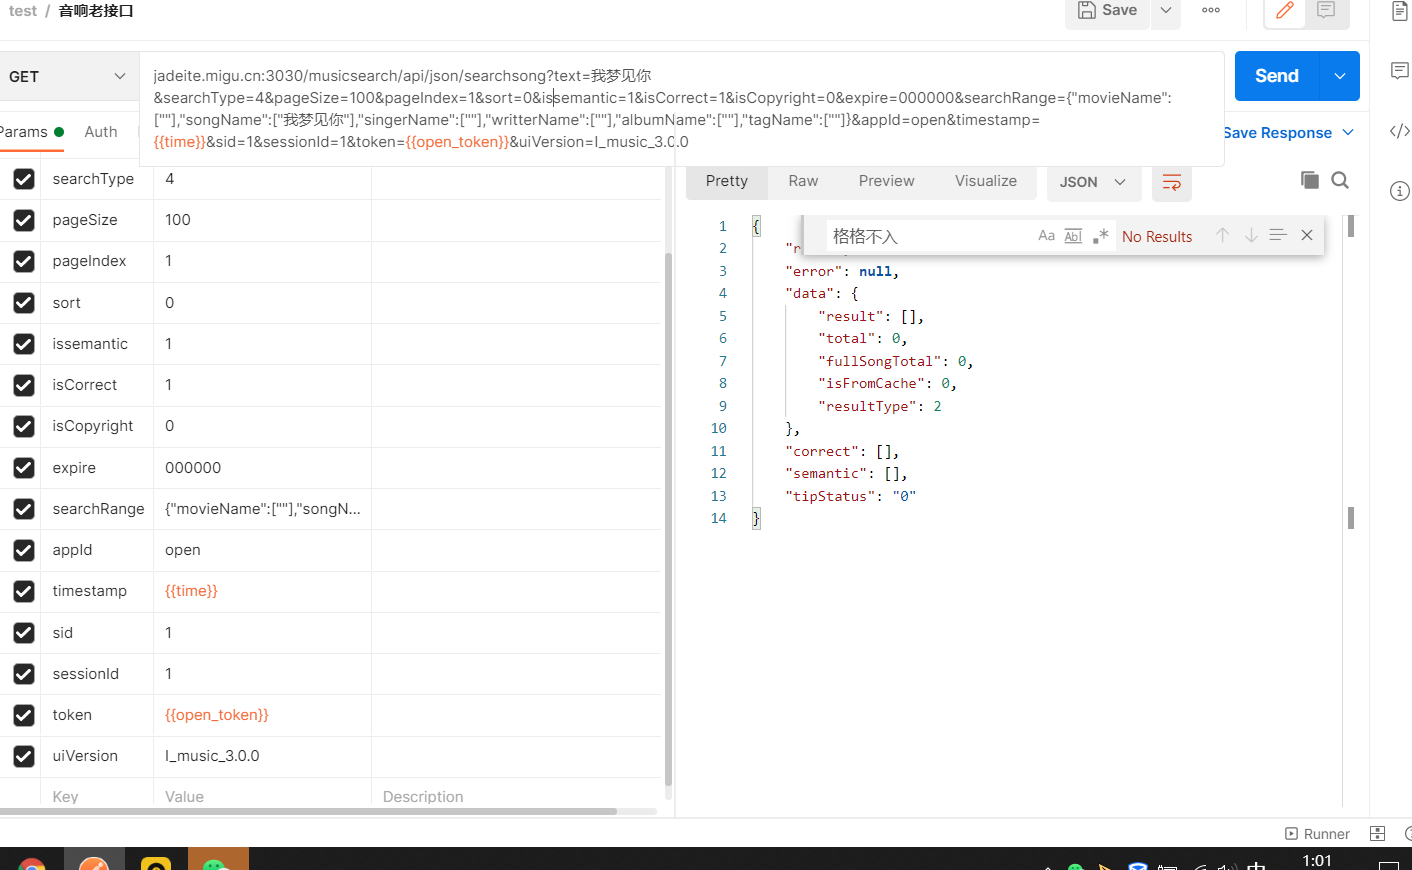 test / 音响老接口
Save
GET
jadeite.migu.cn:3030/musicsearch/api/json/searchsong?text=我梦见你
&searchType=4&pageSize=100&pageIndex=1&sort=0&issemantic=1&isCorrect=1&isCopyright=0&expire=000000&searchRange={"movieName":
[""],"songName":["我梦见你"],"singerName":[""],"writterName":[""],"albumName":[""],"tagName":[""]}&appId=open&timestamp=
{{time}}&sid=1&sessionId=1&token={{open_token}}&uiVersion=I_music_3.0.0
Send
Params
Auth
Save Response
searchType 4
pageSize 100
pageIndex 1
sort 0
issemantic 1
isCorrect 1
isCopyright 0
expire 000000
searchRange {"movieName":[""],"songN...
appId open
timestamp {{time}}
sid 1
sessionId 1
token {{open_token}}
uiVersion I_music_3.0.0
Key Value Description
Pretty Raw Preview Visualize JSON
格格不入 Aa Abl .* No Results
1 {
2 "r
3 "error": null,
4 "data": {
5 "result": [],
6 "total": 0,
7 "fullSongTotal": 0,
8 "isFromCache": 0,
9 "resultType": 2
10 },
11 "correct": [],
12 "semantic": [],
13 "tipStatus": "0"
14 }
Runner
中
1:01